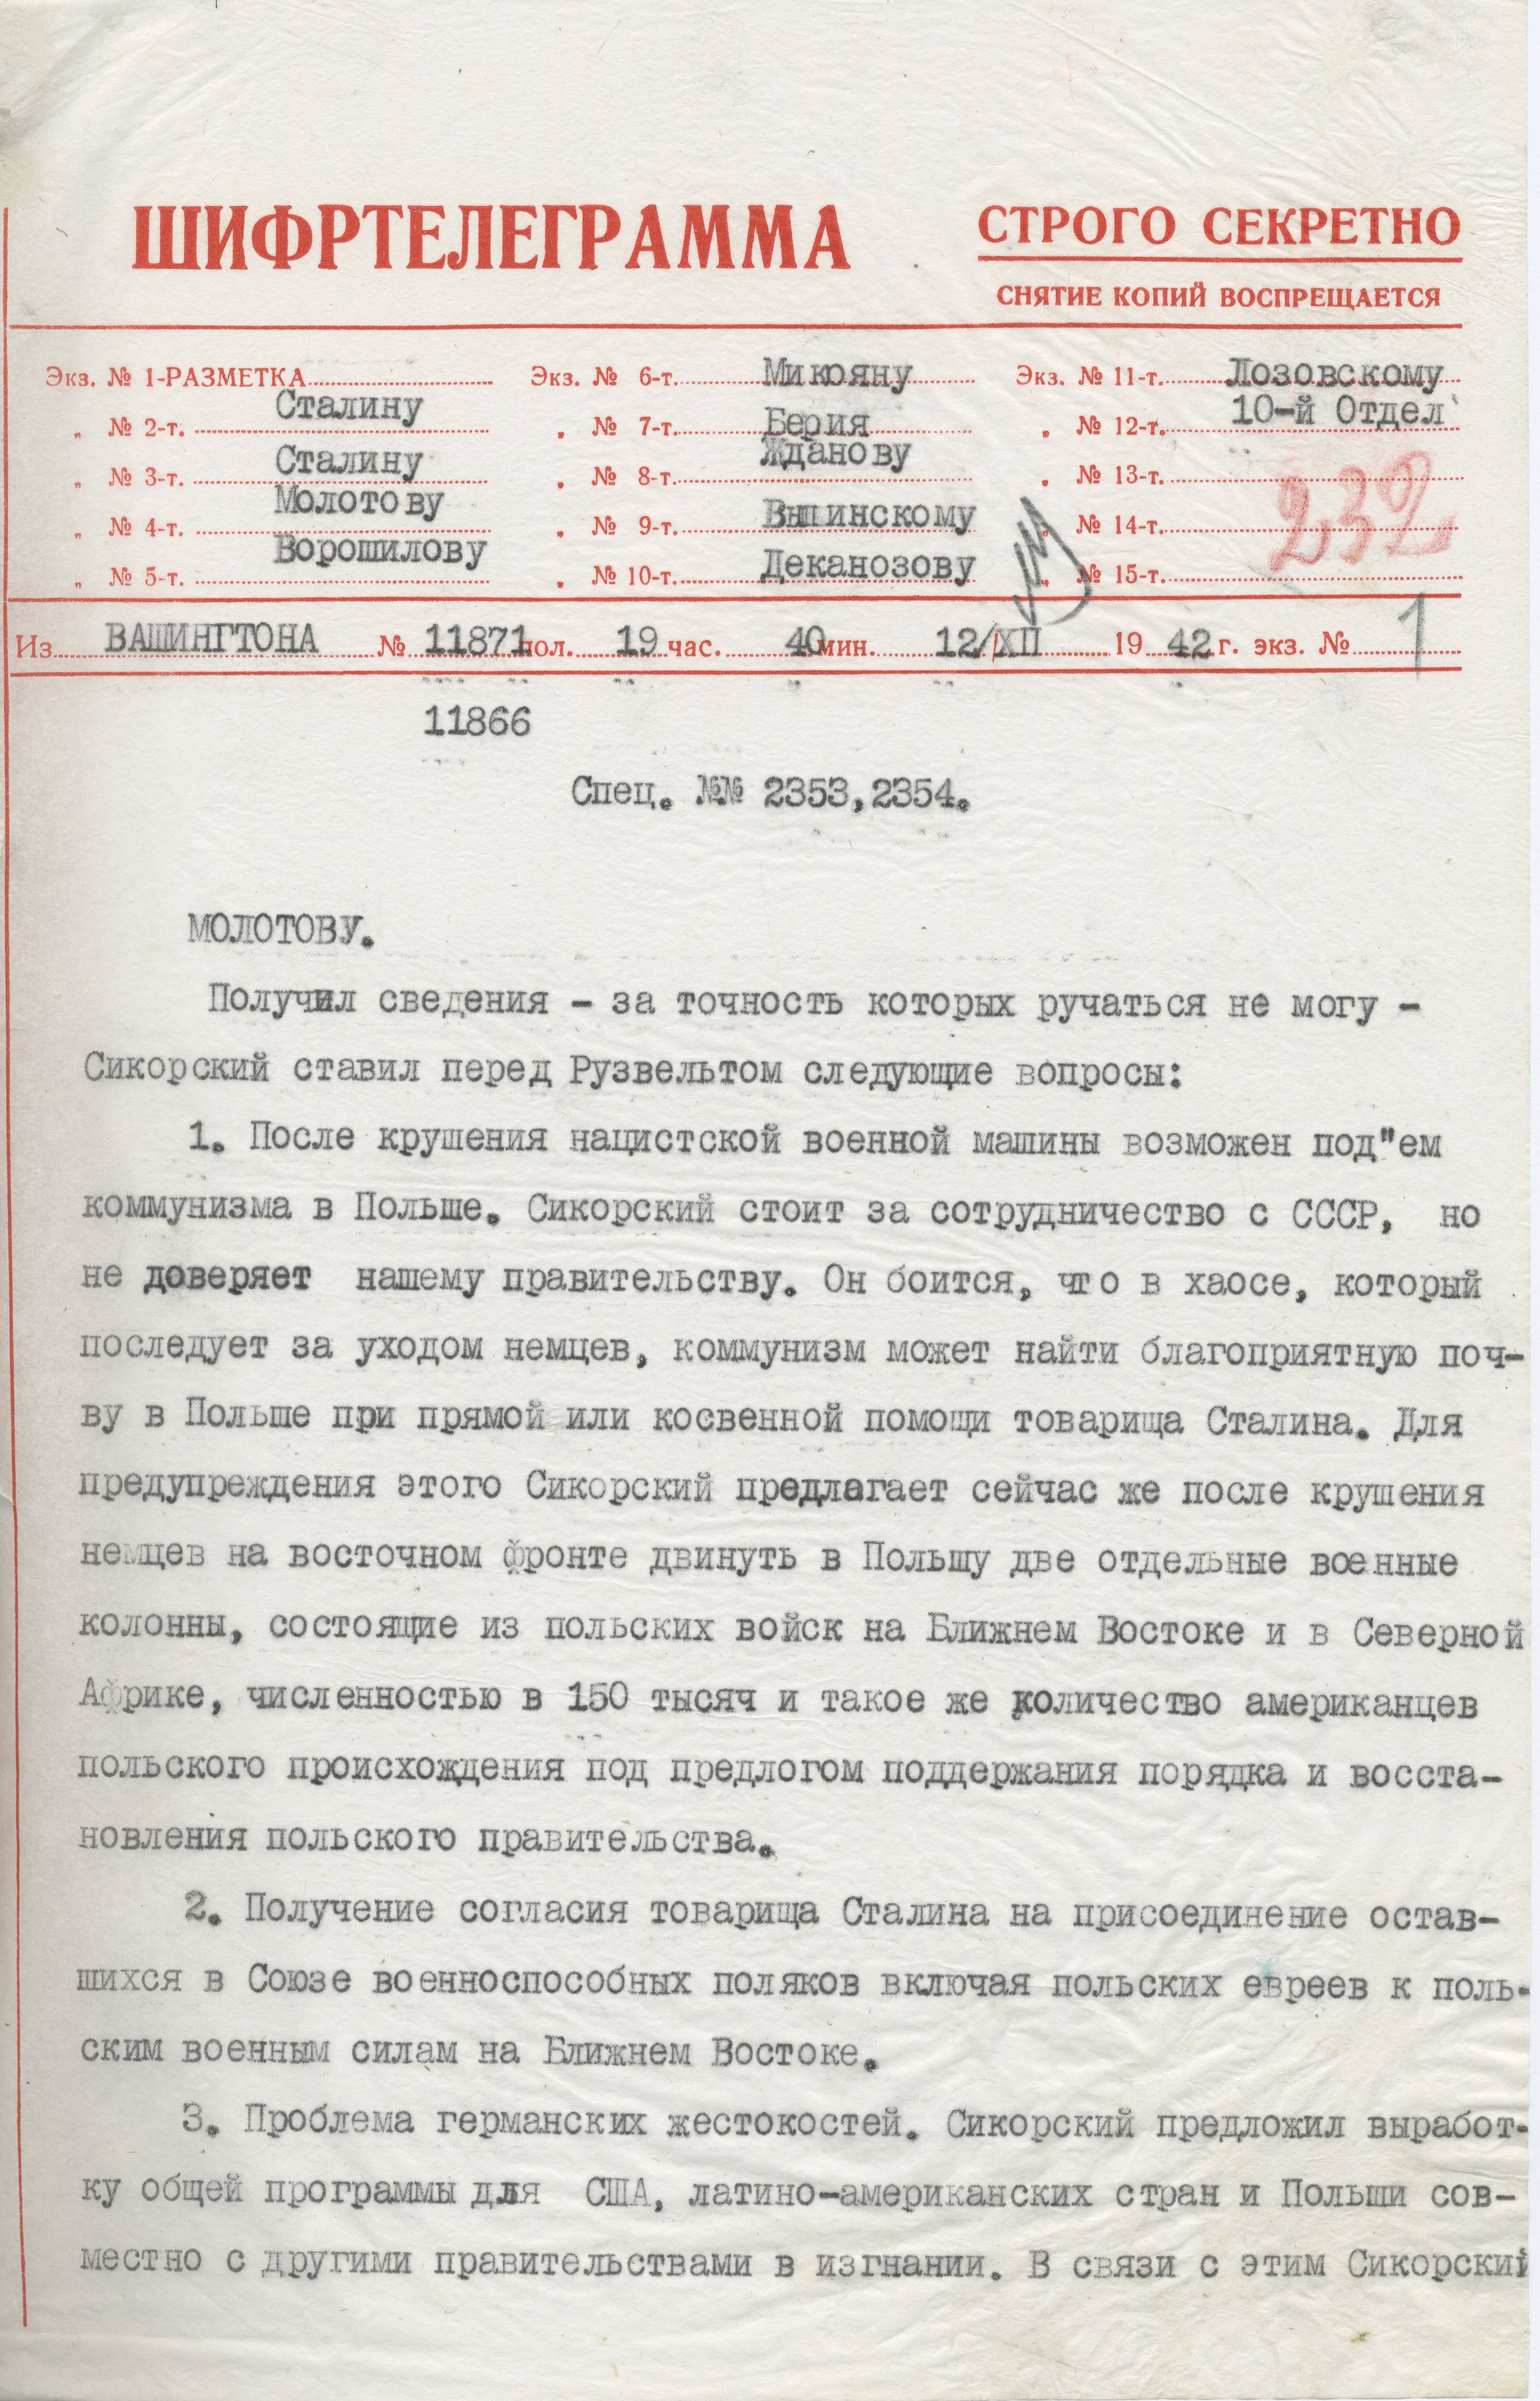 ШИФРТЕЛЕГРАММА
СТРОГО СЕКРЕТНО
СНЯТИЕ КОПИЙ ВОСПРЕЩАЕТСЯ
Экз. № 1-РАЗМЕТКА
„ № 2-т. Сталину
„ № 3-т. Сталину
„ № 4-т. Молотову
„ № 5-т. Ворошилову
Экз. № 6-т. Микояну
„ № 7-т. Берия
„ № 8-т. Жданову
„ № 9-т. Вышинскому
„ № 10-т. Деканозову
Экз. № 11-т. Лозовскому
„ № 12-т. 10-й Отдел
„ № 13-т.
„ № 14-т.
„ № 15-т.
232
Из ВАШИНГТОНА № 11871 пол. 19 час. 40 мин. 12/XII 1942 г. экз. № 1
11866
Спец. №№ 2353,2354.
МОЛОТОВУ.
Получил сведения - за точность которых ручаться не могу -
Сикорский ставил перед Рузвельтом следующие вопросы:
1. После крушения нацистской военной машины возможен под"ем
коммунизма в Польше. Сикорский стоит за сотрудничество с СССР, но
не доверяет нашему правительству. Он боится, что в хаосе, который
последует за уходом немцев, коммунизм может найти благоприятную поч-
ву в Польше при прямой или косвенной помощи товарища Сталина. Для
предупреждения этого Сикорский предлагает сейчас же после крушения
немцев на восточном фронте двинуть в Польшу две отдельные военные
колонны, состоящие из польских войск на Ближнем Востоке и в Северной
Африке, численностью в 150 тысяч и такое же количество американцев
польского происхождения под предлогом поддержания порядка и восста-
новления польского правительства.
2. Получение согласия товарища Сталина на присоединение остав-
шихся в Союзе военноспособных поляков включая польских евреев к поль-
ским военным силам на Ближнем Востоке.
3. Проблема германских жестокостей. Сикорский предложил выработ-
ку общей программы для США, латино-американских стран и Польши сов-
местно с другими правительствами в изгнании. В связи с этим Сикорский